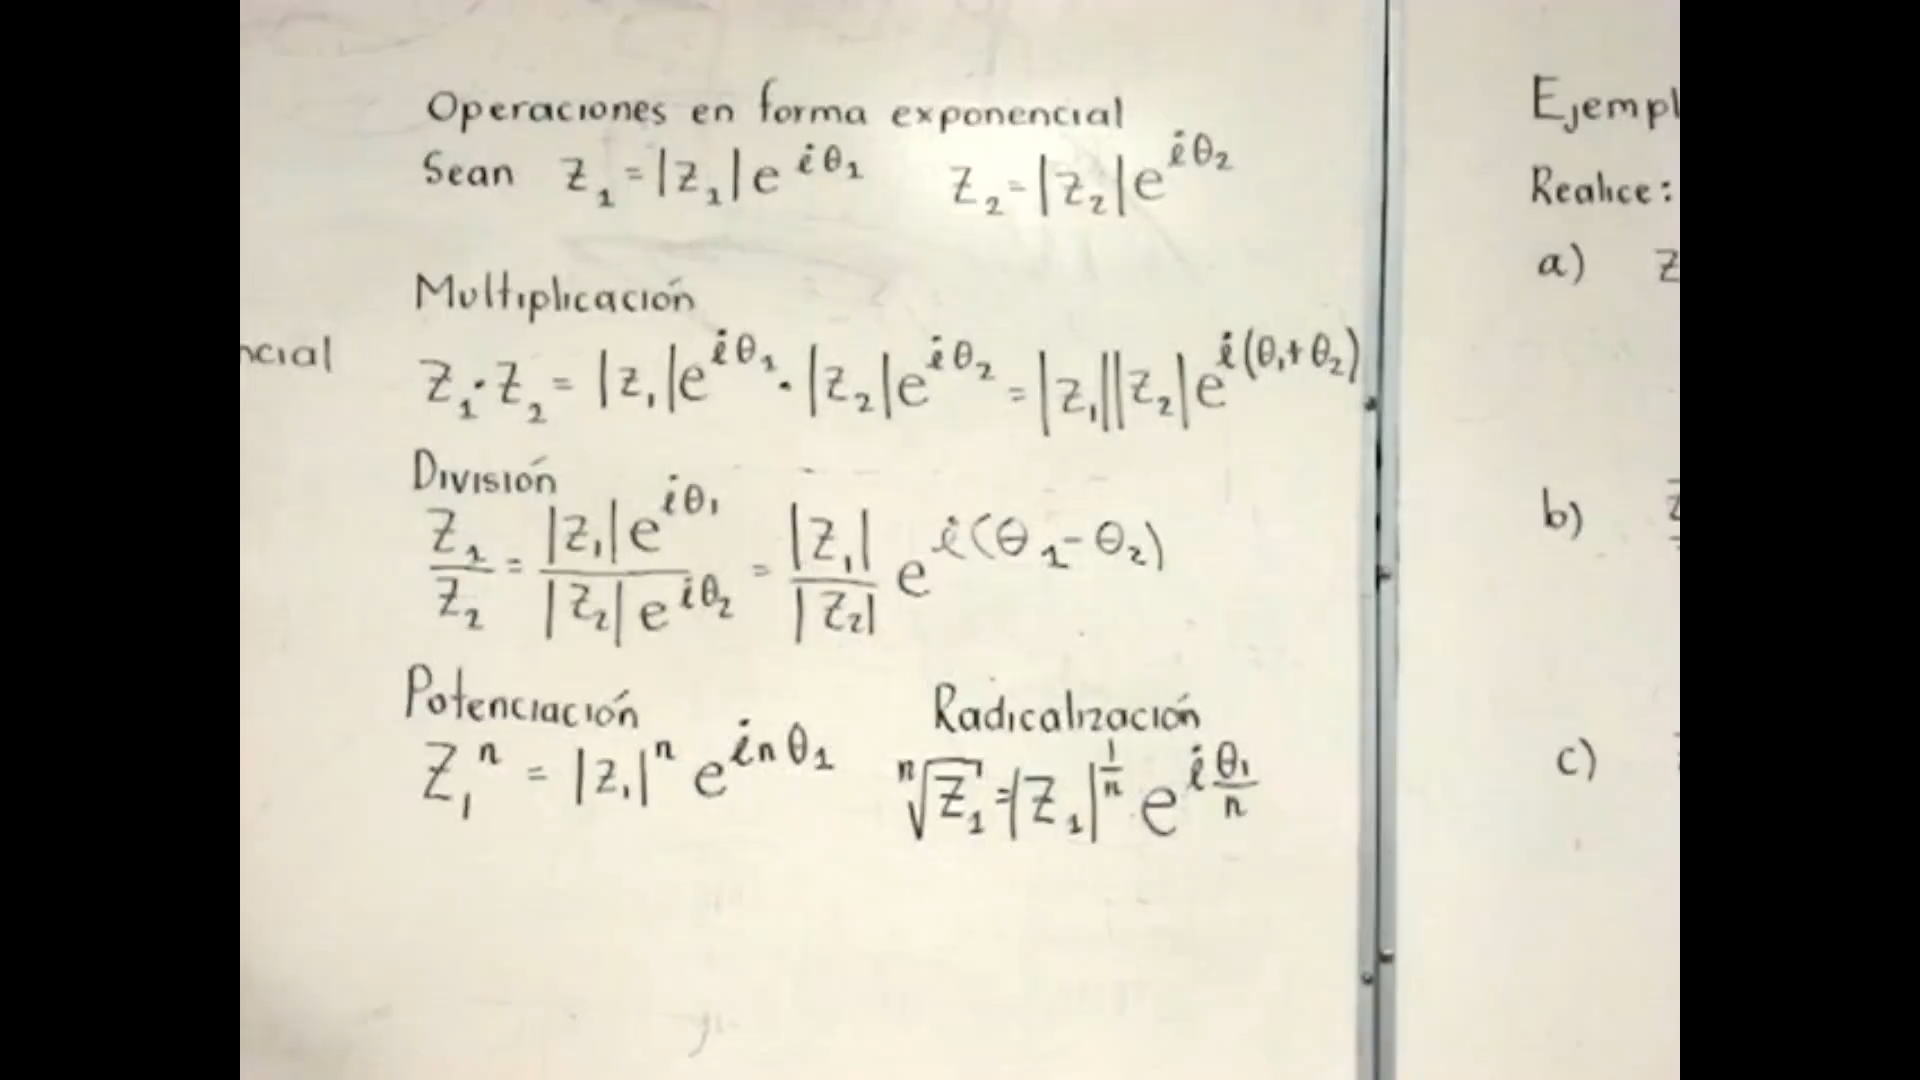 Operaciones en forma exponencial
Sean z₁ = |z₁| e^{iθ₁}   z₂ = |z₂| e^{iθ₂}
Multiplicación
z₁·z₂ = |z₁|e^{iθ₁} · |z₂|e^{iθ₂} = |z₁||z₂|e^{i(θ₁+θ₂)}
División
z₁/z₂ = |z₁|e^{iθ₁} / |z₂|e^{iθ₂} = |z₁|/|z₂| e^{i(θ₁-θ₂)}
Potenciación
z₁ⁿ = |z₁|ⁿ e^{inθ₁}
Radicalización
ⁿ√z₁ = |z₁|^{1/n} e^{iθ₁/n}
Realice:
a) z
b)
c)